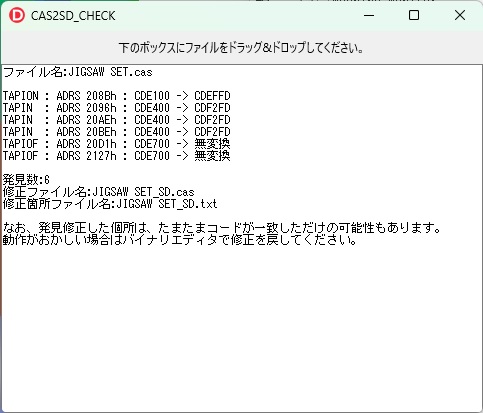 CAS2SD_CHECK
下のボックスにファイルをドラッグ&ドロップしてください。
ファイル名:JIGSAW SET.cas
TAPION : ADRS 208Bh : CDE100 -> CDEFFD
TAPIN  : ADRS 2096h : CDE400 -> CDF2FD
TAPIN  : ADRS 20AEh : CDE400 -> CDF2FD
TAPIN  : ADRS 20BEh : CDE400 -> CDF2FD
TAPIOF : ADRS 20D1h : CDE700 -> 無変換
TAPIOF : ADRS 2127h : CDE700 -> 無変換
発見数:6
修正ファイル名:JIGSAW SET_SD.cas
修正箇所ファイル名:JIGSAW SET_SD.txt
なお、発見修正した個所は、たまたまコードが一致しただけの可能性もあります。
動作がおかしい場合はバイナリエディタで修正を戻してください。